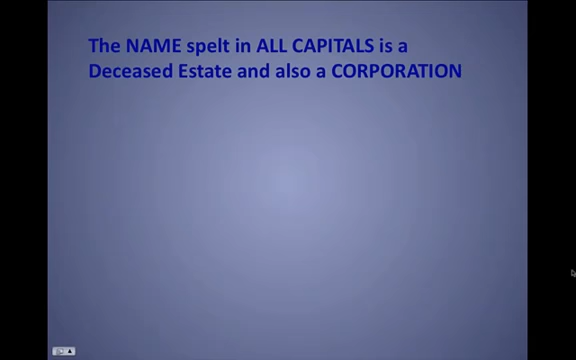 The NAME spelt in ALL CAPITALS is a
Deceased Estate and also a CORPORATION